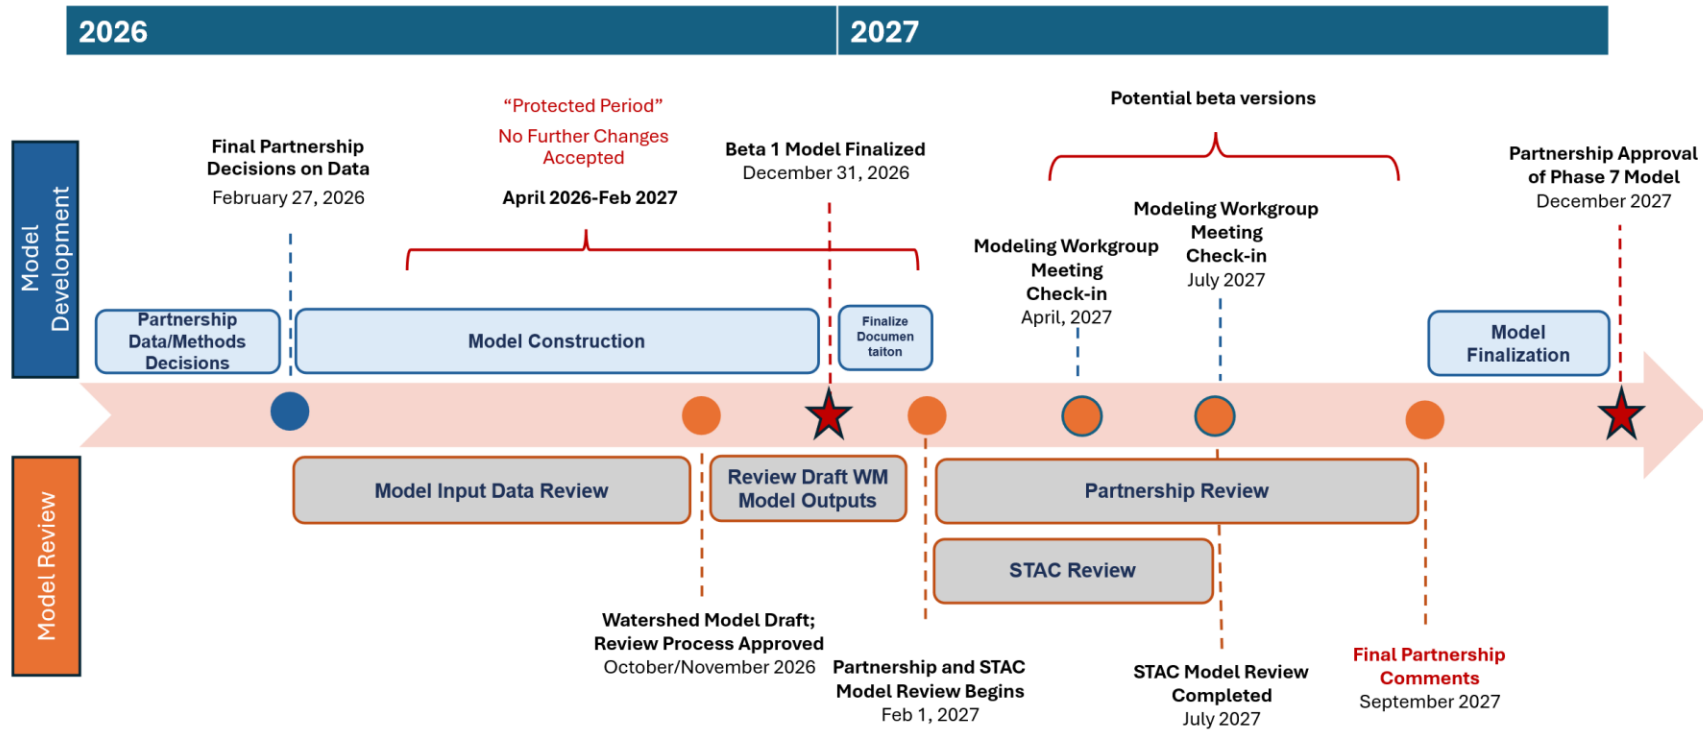 2026
2027
"Protected Period"
No Further Changes
Accepted
April 2026-Feb 2027
Potential beta versions
Final Partnership
Decisions on Data
February 27, 2026
Beta 1 Model Finalized
December 31, 2026
Modeling Workgroup
Meeting
Check-in
April, 2027
Modeling Workgroup
Meeting
Check-in
July 2027
Partnership Approval
of Phase 7 Model
December 2027
Model
Development
Partnership
Data/Methods
Decisions
Model Construction
Finalize
Documen
taiton
Model
Finalization
Model Review
Model Input Data Review
Review Draft WM
Model Outputs
Partnership Review
STAC Review
Watershed Model Draft;
Review Process Approved
October/November 2026
Partnership and STAC
Model Review Begins
Feb 1, 2027
STAC Model Review
Completed
July 2027
Final Partnership
Comments
September 2027